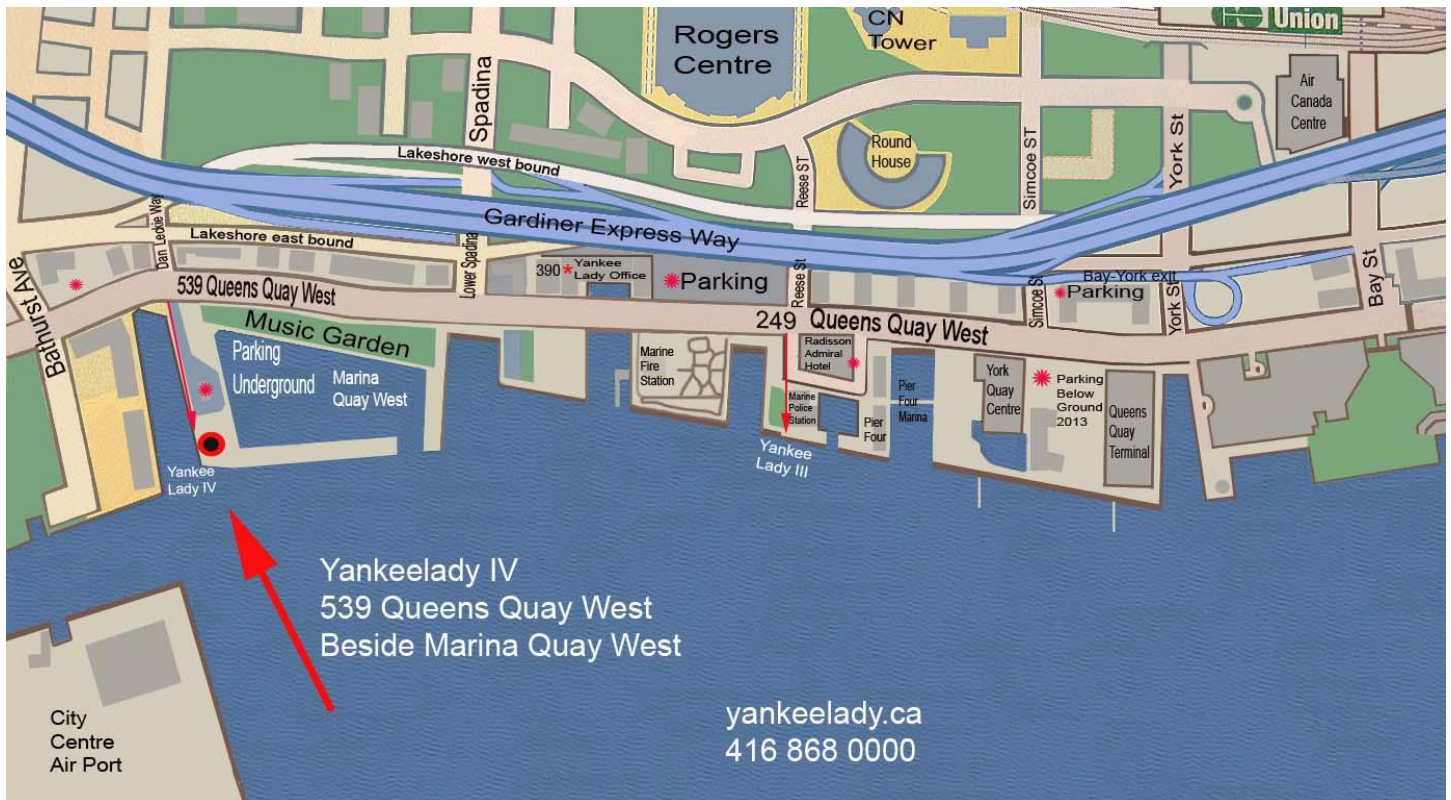 Union
CN
Tower
Rogers
Centre
Air
Canada
Centre
Spadina
Round
House
Simcoe ST
York St
Lakeshore west bound
Reese ST
Gardiner Express Way
Dan Leckie Way
Lakeshore east bound
Lower Spadina
390 * Yankee
Lady Office
Parking
Reese St
Bay-York exit
Parking
Simcoe St
York St
Bay St
Bathurst Ave
539 Queens Quay West
249 Queens Quay West
Music Garden
Parking
Underground
Marina
Quay West
Marine
Fire
Station
Radisson
Admiral
Hotel
Marine
Police
Station
Pier
Four
Pier
Four
Marina
York
Quay
Centre
Parking
Below
Ground
2013
Queens
Quay
Terminal
Yankee
Lady IV
Yankee
Lady III
Yankeelady IV
539 Queens Quay West
Beside Marina Quay West
City
Centre
Air Port
yankeelady.ca
416 868 0000